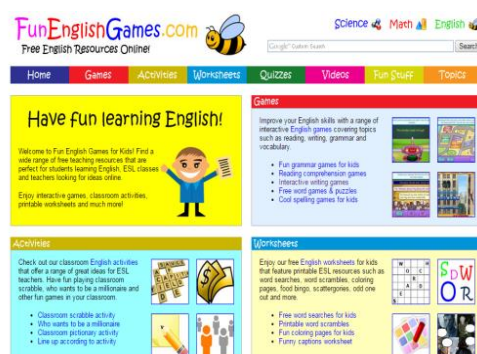 FunEnglishGames.com
Free English Resources Online!
Science Math English
Google Custom Search Search
Home Games Activities Worksheets Quizzes Videos Fun Stuff Topics
Have fun learning English!
Welcome to Fun English Games for Kids! Find a
wide range of free teaching resources that are
perfect for students learning English, ESL classes
and teachers looking for ideas online.
Enjoy interactive games, classroom activities,
printable worksheets and much more!
Games
Improve your English skills with a range of
interactive English games covering topics
such as reading, writing, grammar and
vocabulary.
Fun grammar games for kids
Reading comprehension games
Interactive writing games
Free word games & puzzles
Cool spelling games for kids
Activities
Check out our classroom English activities
that offer a range of great ideas for ESL
teachers. Have fun playing classroom
scrabble, who wants to be a millionaire and
other fun games in your classroom.
Classroom scrabble activity
Who wants to be a millionaire
Classroom pictionary activity
Line up according to activity
Worksheets
Enjoy our free English worksheets for kids
that feature printable ESL resources such as
word searches, word scrambles, coloring
pages, food bingo, scattergories, odd one
out and more.
Free word searches for kids
Printable word scrambles
Fun coloring pages for kids
Funny captions worksheet
S D W
O R